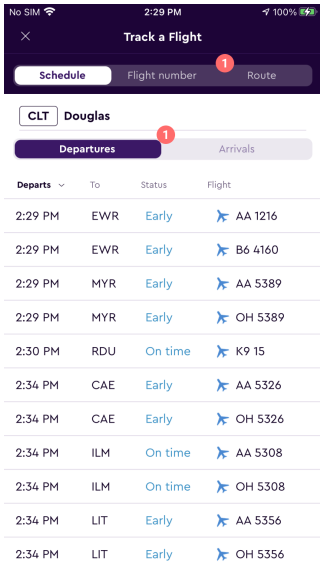 No SIM 2:29 PM 100%
Track a Flight
1
Schedule Flight number Route
CLT Douglas
1
Departures Arrivals
Departs To Status Flight
2:29 PM EWR Early AA 1216
2:29 PM EWR Early B6 4160
2:29 PM MYR Early AA 5389
2:29 PM MYR Early OH 5389
2:30 PM RDU On time K9 15
2:34 PM CAE Early AA 5326
2:34 PM CAE Early OH 5326
2:34 PM ILM On time AA 5308
2:34 PM ILM On time OH 5308
2:34 PM LIT Early AA 5356
2:34 PM LIT Early OH 5356